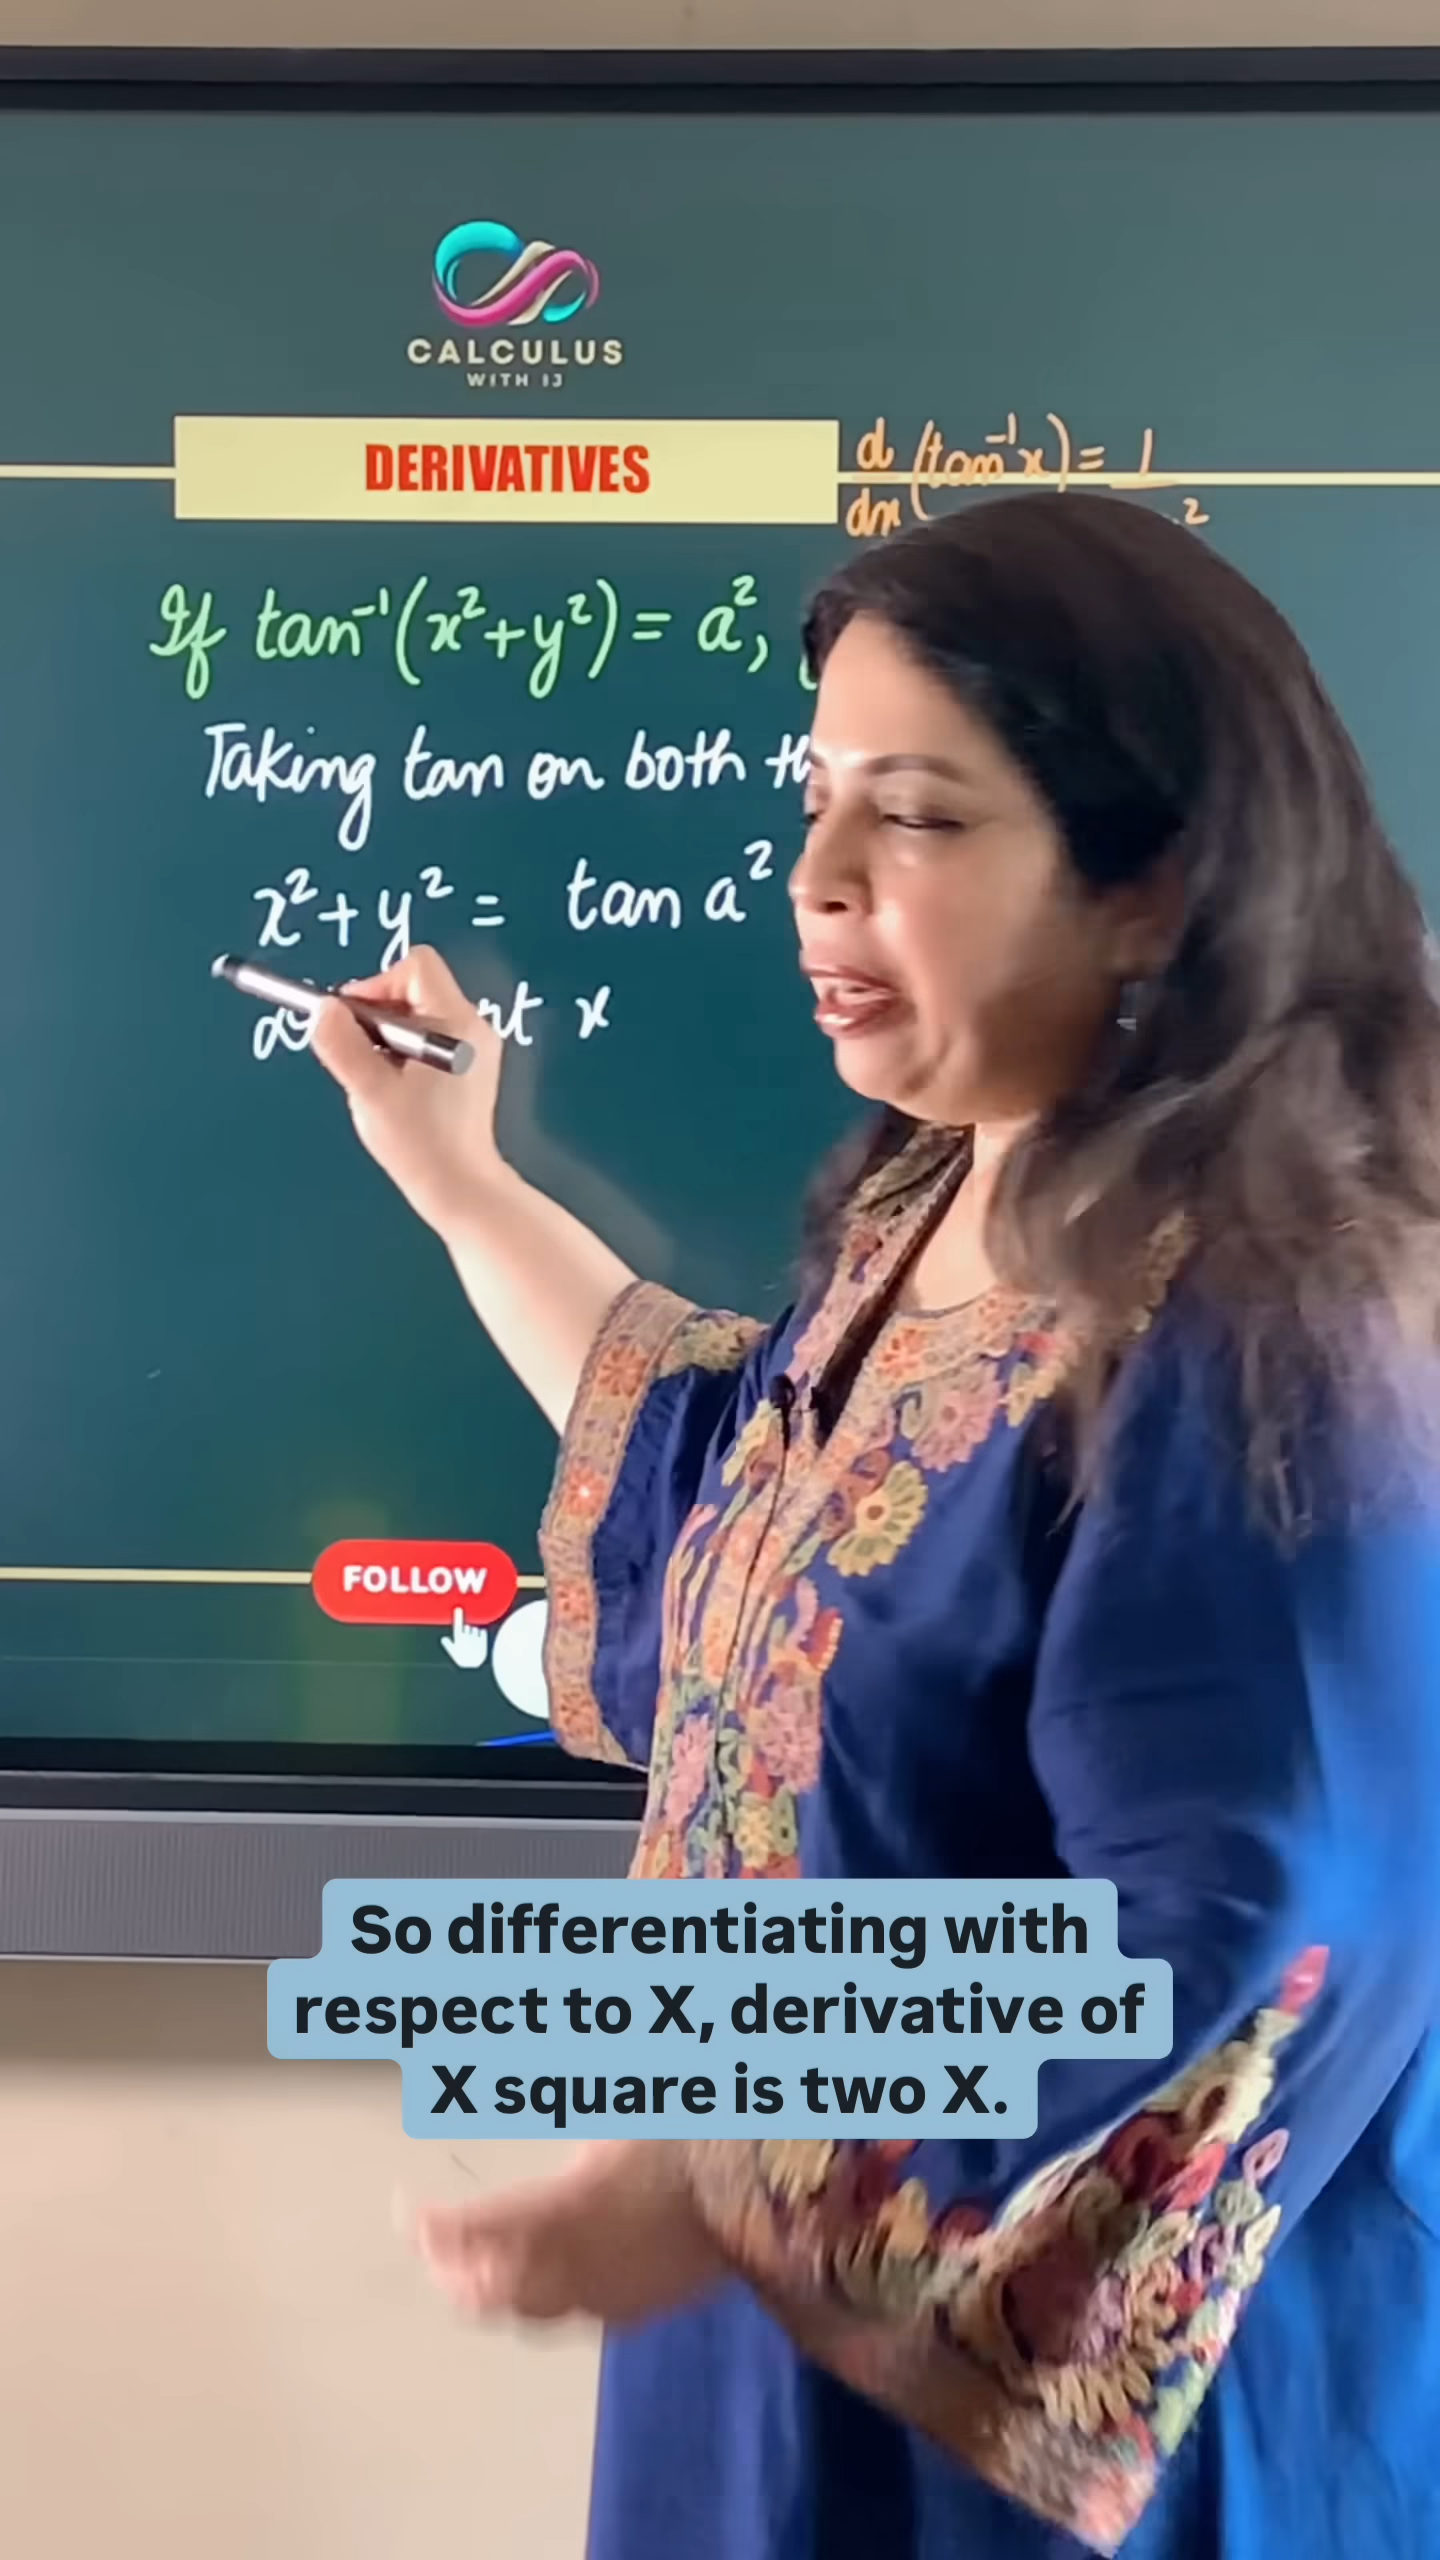 CALCULUS
WITH IJ
DERIVATIVES
d/dx (tan⁻¹x) = 1
2
If tan⁻¹(x²+y²) = a²,
Taking tan on both
x²+y² = tan a²
x
FOLLOW
So differentiating with
respect to X, derivative of
X square is two X.